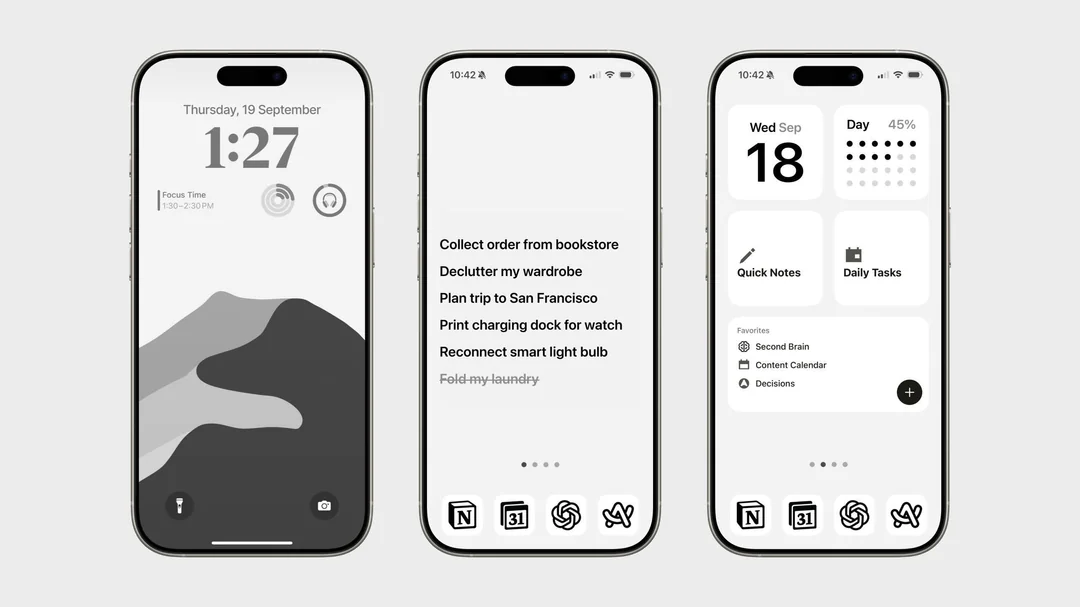 Thursday, 19 September
1:27
Focus Time
1:30–2:30PM
10:42
Collect order from bookstore
Declutter my wardrobe
Plan trip to San Francisco
Print charging dock for watch
Reconnect smart light bulb
Fold my laundry
N
31
10:42
Wed Sep
18
Day 45%
Quick Notes
Daily Tasks
Favorites
Second Brain
Content Calendar
Decisions
N
31